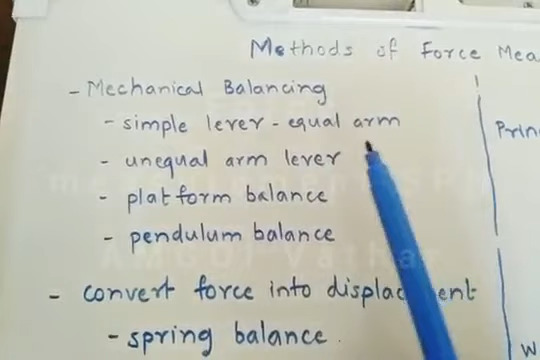 Methods of Force Mea
- Mechanical Balancing
- simple lever - equal arm
- unequal arm lever
- platform balance
- pendulum balance
- convert force into displacement
- spring balance.
Prin
W